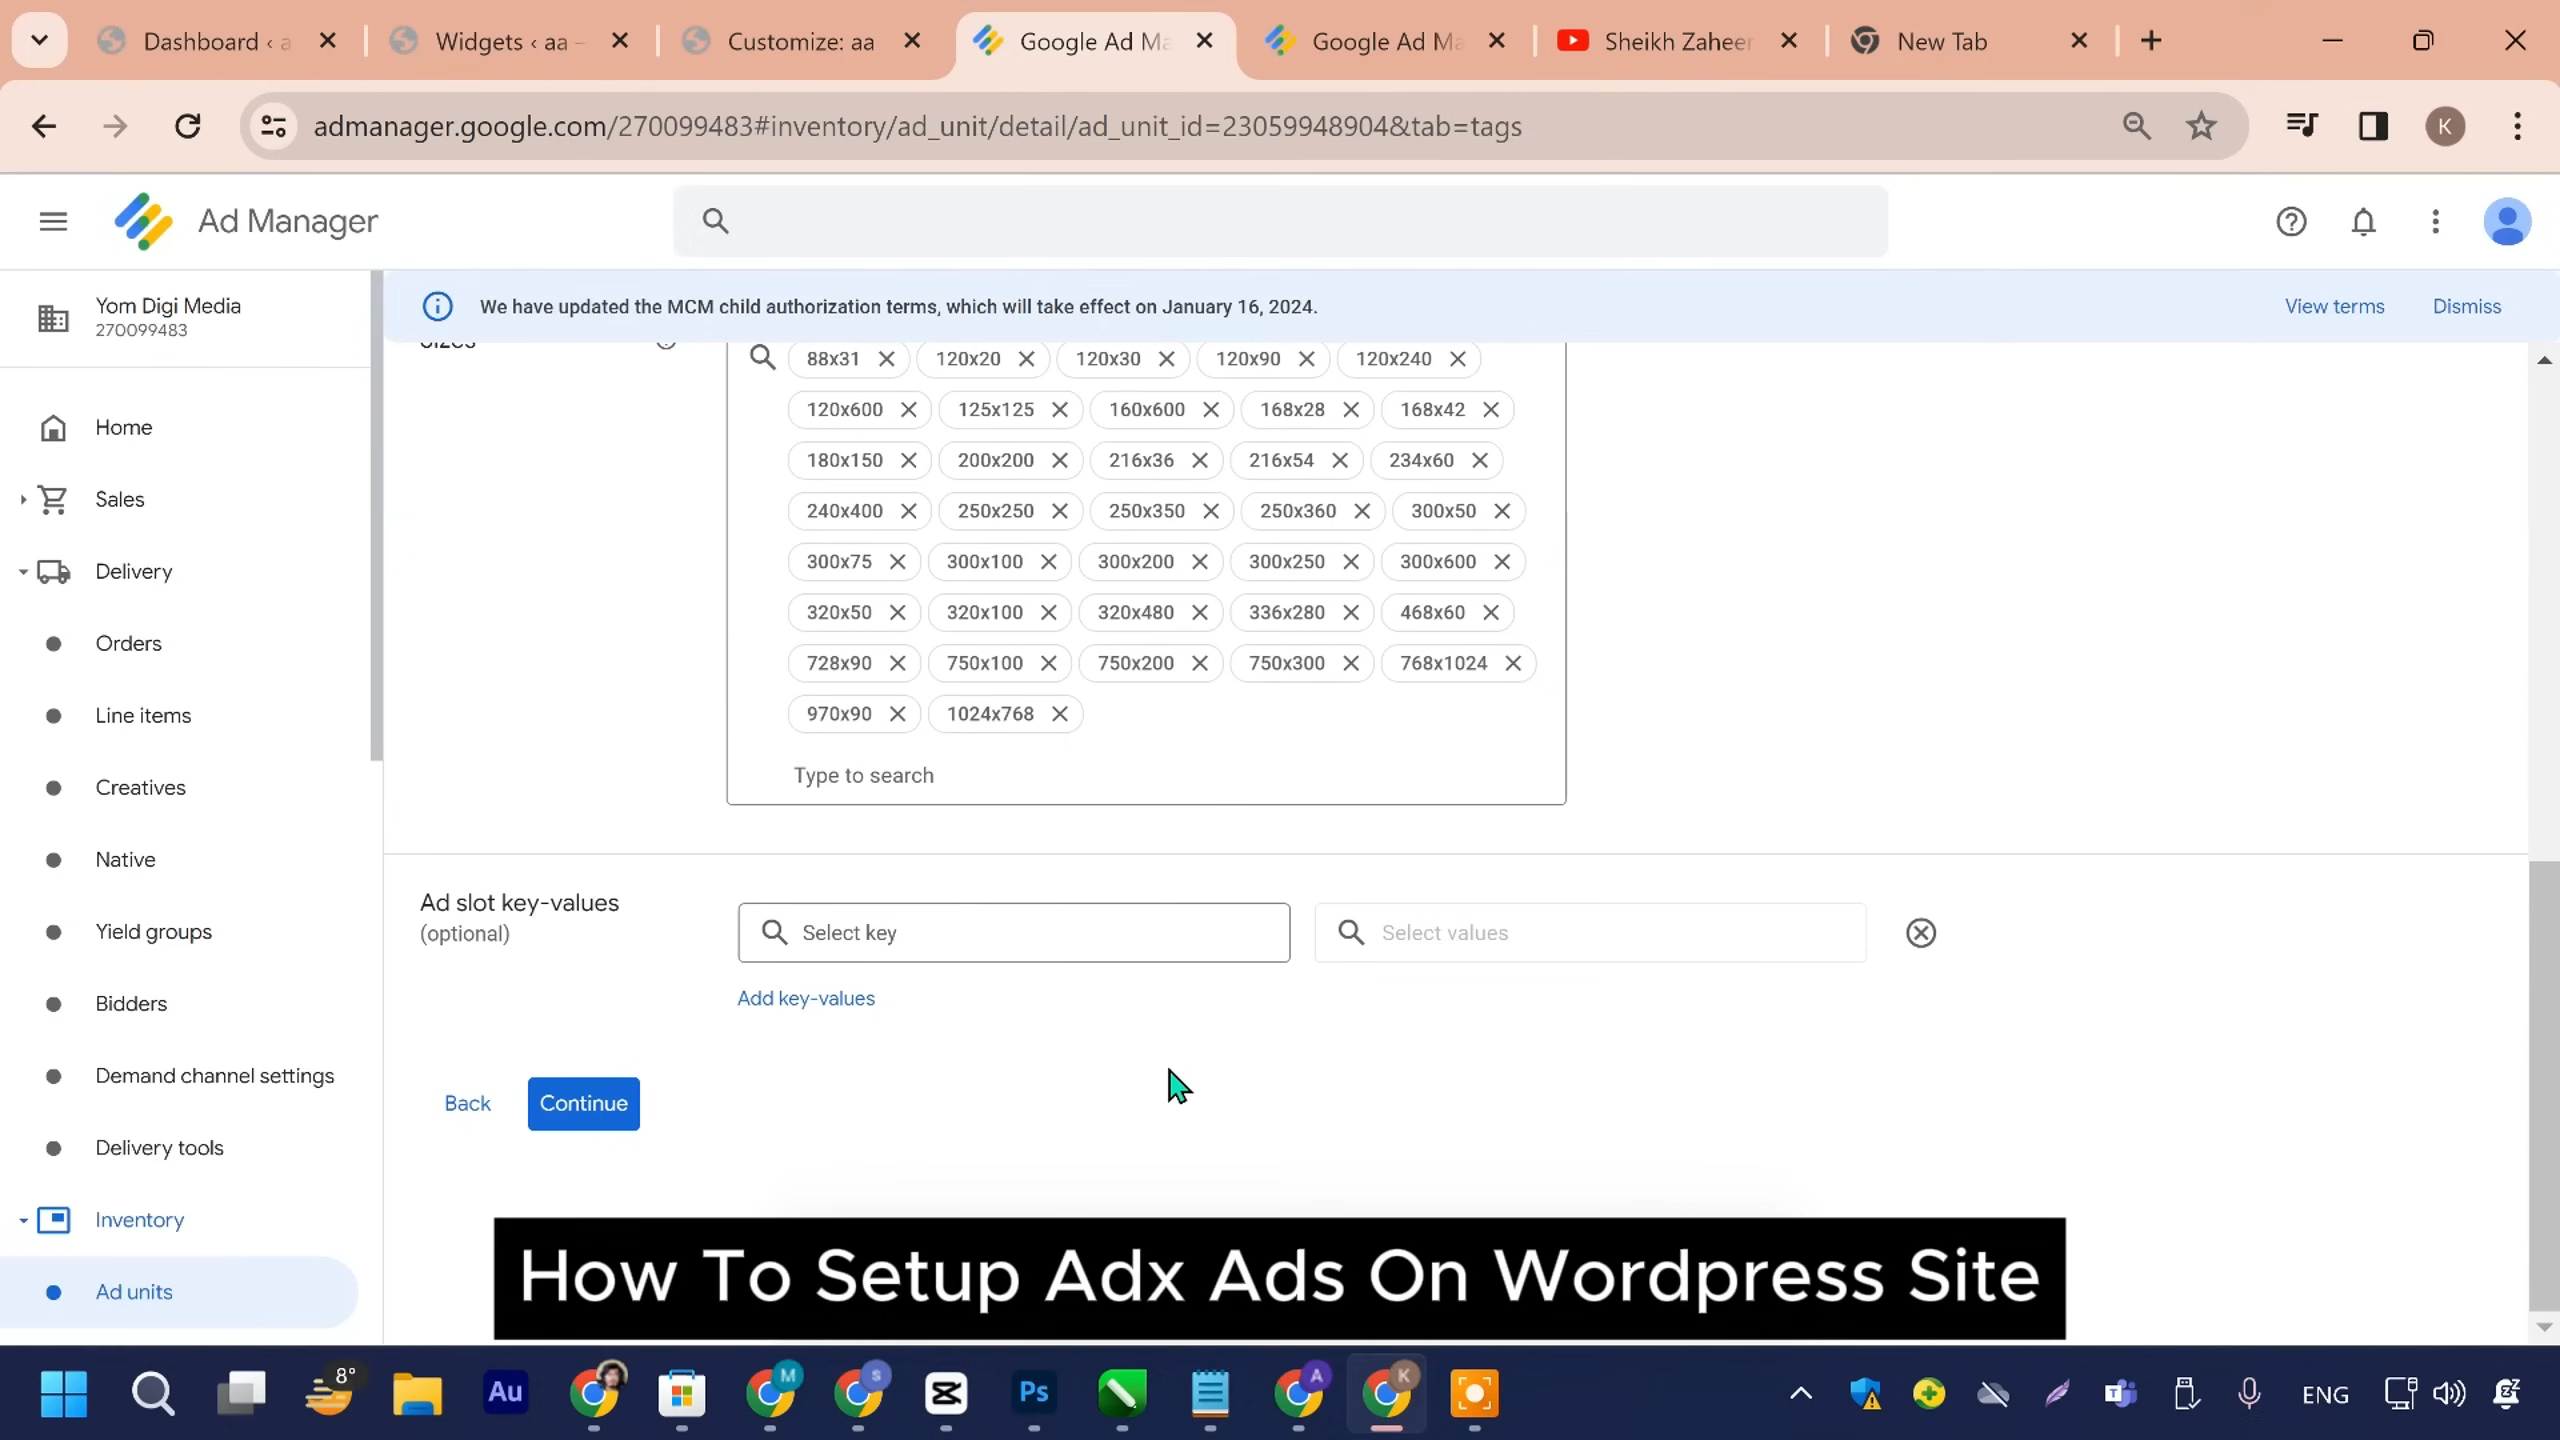 Dashboard ‹ a
Widgets ‹ aa –
Customize: aa
Google Ad Ma
Google Ad Ma
Sheikh Zaheer
New Tab
admanager.google.com/270099483#inventory/ad_unit/detail/ad_unit_id=23059948904&tab=tags
K
Ad Manager
Yom Digi Media
270099483
We have updated the MCM child authorization terms, which will take effect on January 16, 2024.
View terms
Dismiss
Sizes
88x31
120x20
120x30
120x90
120x240
120x600
125x125
160x600
168x28
168x42
180x150
200x200
216x36
216x54
234x60
240x400
250x250
250x350
250x360
300x50
300x75
300x100
300x200
300x250
300x600
320x50
320x100
320x480
336x280
468x60
728x90
750x100
750x200
750x300
768x1024
970x90
1024x768
Type to search
Home
Sales
Delivery
Orders
Line items
Creatives
Native
Yield groups
Bidders
Demand channel settings
Delivery tools
Inventory
Ad units
Ad slot key-values
(optional)
Select key
Select values
Add key-values
Back
Continue
How To Setup Adx Ads On Wordpress Site
8°
Au
M
S
Ps
A
K
ENG